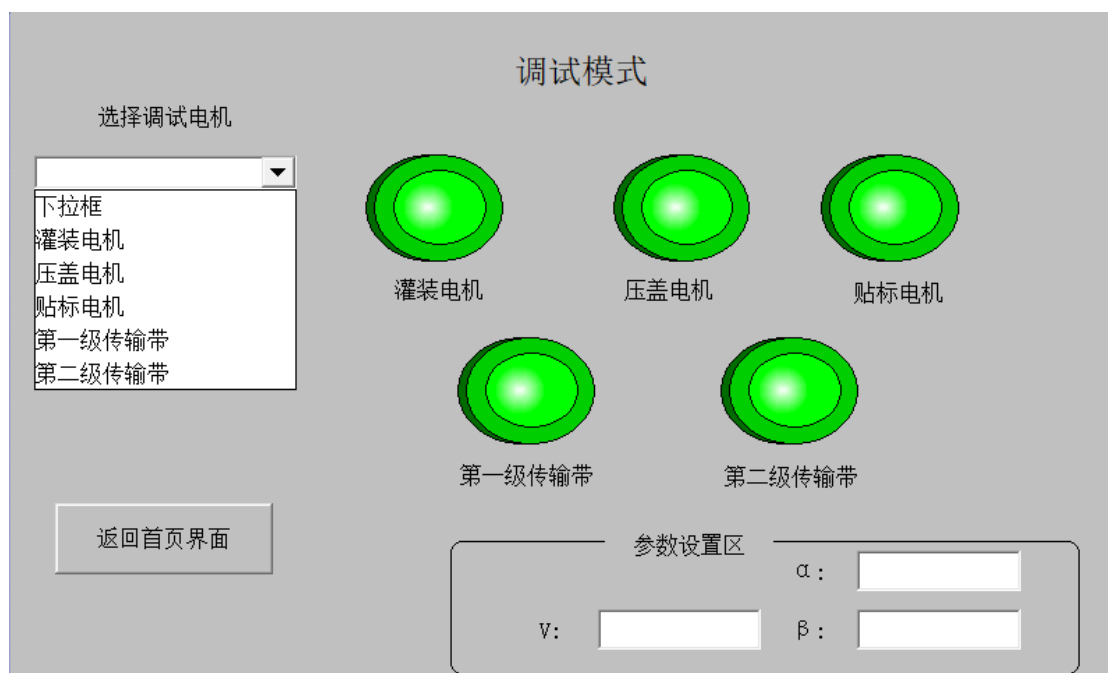 调试模式
选择调试电机
下拉框
灌装电机
压盖电机
贴标电机
第一级传输带
第二级传输带
灌装电机
压盖电机
贴标电机
第一级传输带
第二级传输带
返回首页界面
参数设置区
α:
V:
β: